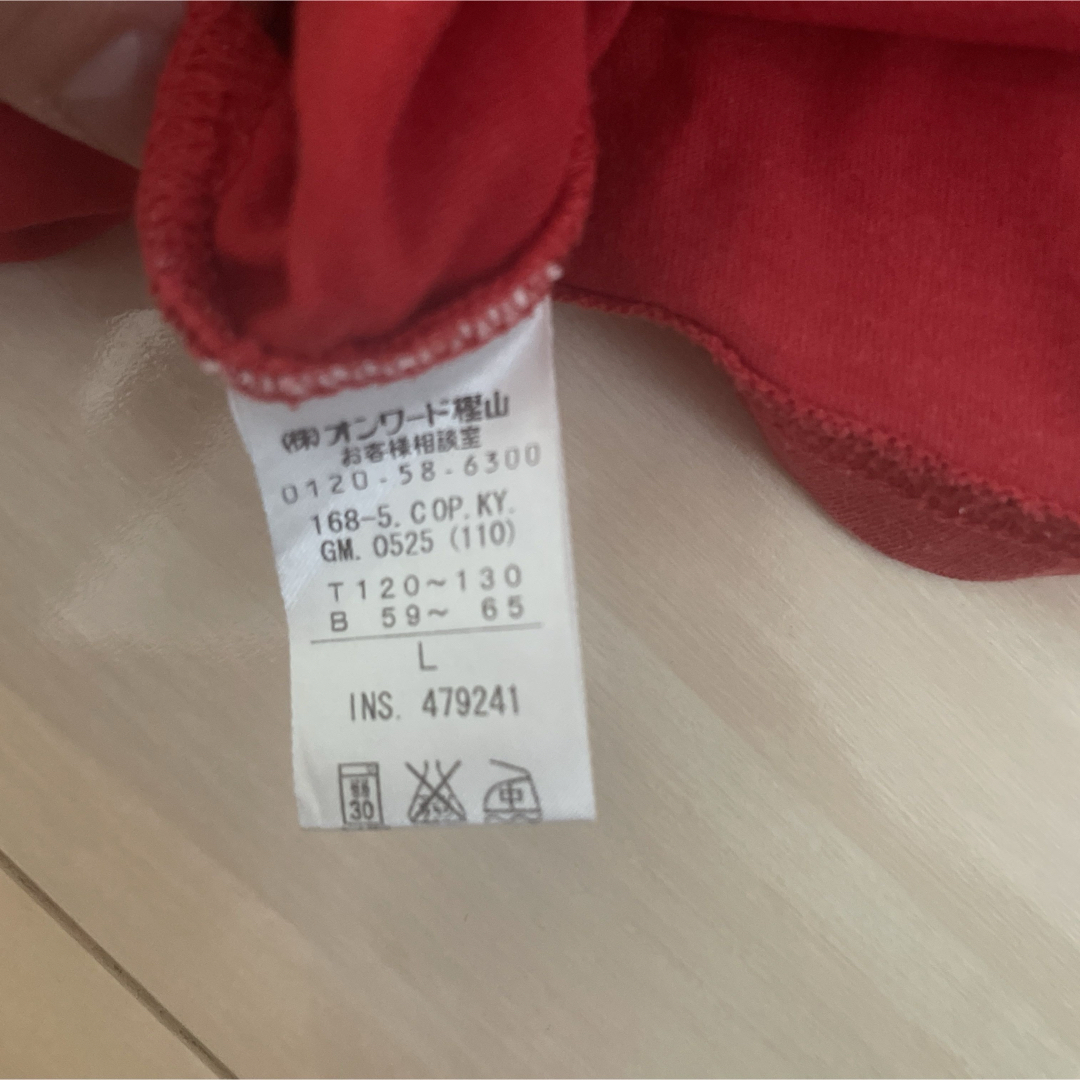 (株)オンワード樫山
お客様相談室
0120-58-6300
168-5. COP. KY.
GM. 0525 (110)
T 120〜130
B 59〜 65
L
INS. 479241
30 中